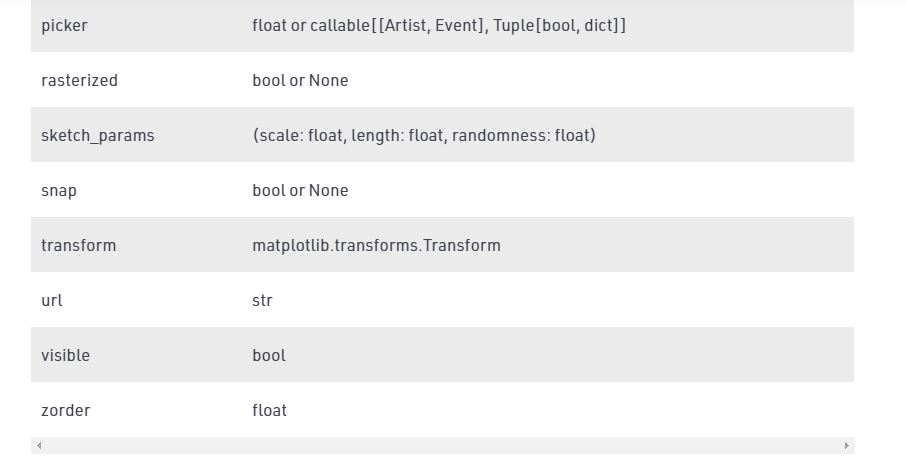 picker float or callable[[Artist, Event], Tuple[bool, dict]]
rasterized bool or None
sketch_params (scale: float, length: float, randomness: float)
snap bool or None
transform matplotlib.transforms.Transform
url str
visible bool
zorder float